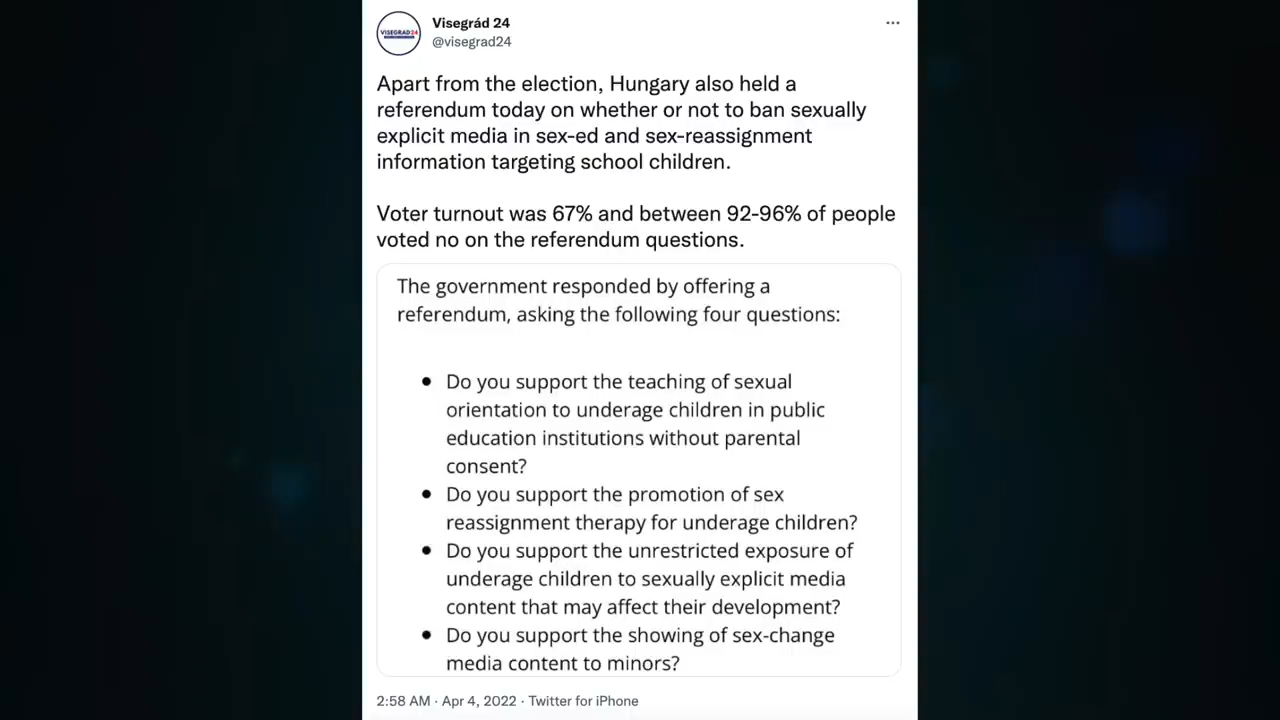 Visegrád 24
VISEGRAD24
@visegrad24
Apart from the election, Hungary also held a
referendum today on whether or not to ban sexually
explicit media in sex-ed and sex-reassignment
information targeting school children.
Voter turnout was 67% and between 92-96% of people
voted no on the referendum questions.
The government responded by offering a
referendum, asking the following four questions:
• Do you support the teaching of sexual
orientation to underage children in public
education institutions without parental
consent?
• Do you support the promotion of sex
reassignment therapy for underage children?
• Do you support the unrestricted exposure of
underage children to sexually explicit media
content that may affect their development?
• Do you support the showing of sex-change
media content to minors?
2:58 AM · Apr 4, 2022 · Twitter for iPhone